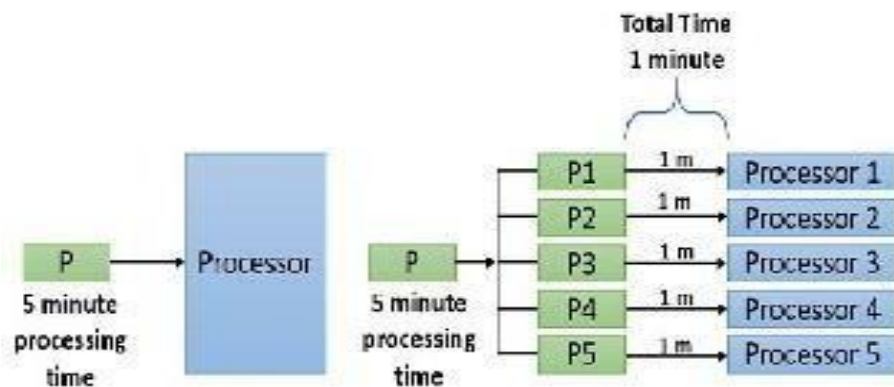 Total Time
1 minute
P
5 minute
processing
time
Processor
P
5 minute
processing
time
P1
1 m
Processor 1
P2
1 m
Processor 2
P3
1 m
Processor 3
P4
1 m
Processor 4
P5
1 m
Processor 5